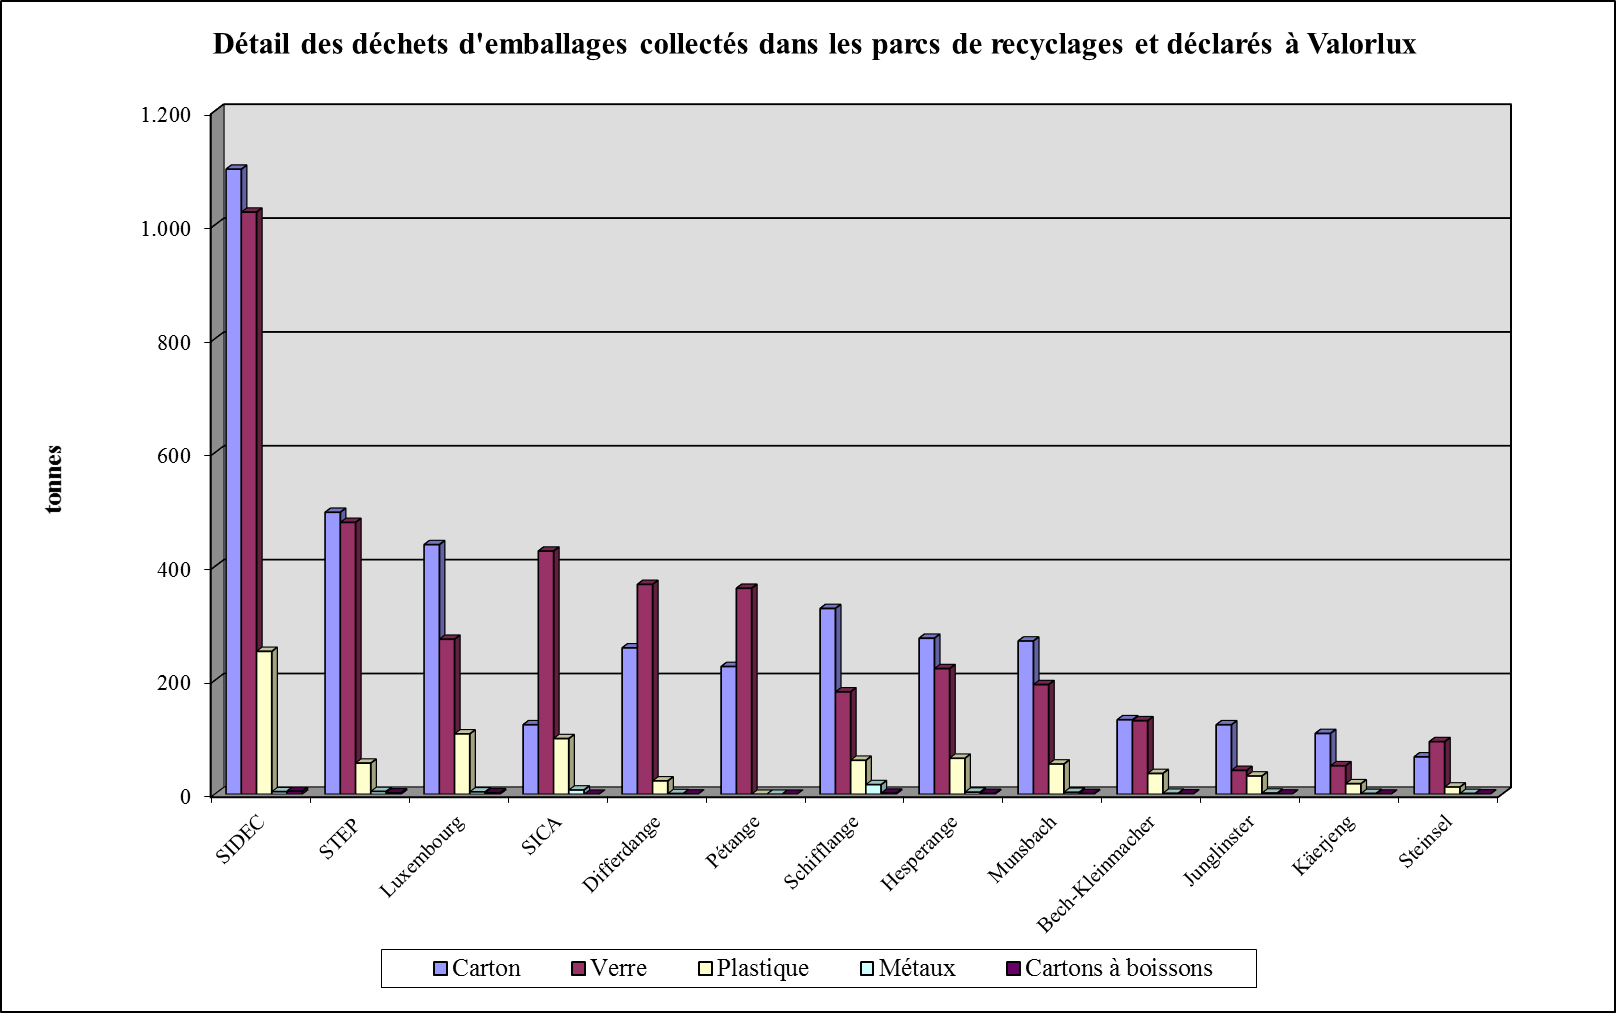 Détail des déchets d'emballages collectés dans les parcs de recyclages et déclarés à Valorlux
1.200
1.000
800
600
400
200
0
tonnes
SIDEC
STEP
Luxembourg
SICA
Differdange
Pétange
Schifflange
Hesperange
Munsbach
Bech-Kleinmacher
Junglinster
Käerjeng
Steinsel
Carton
Verre
Plastique
Métaux
Cartons à boissons